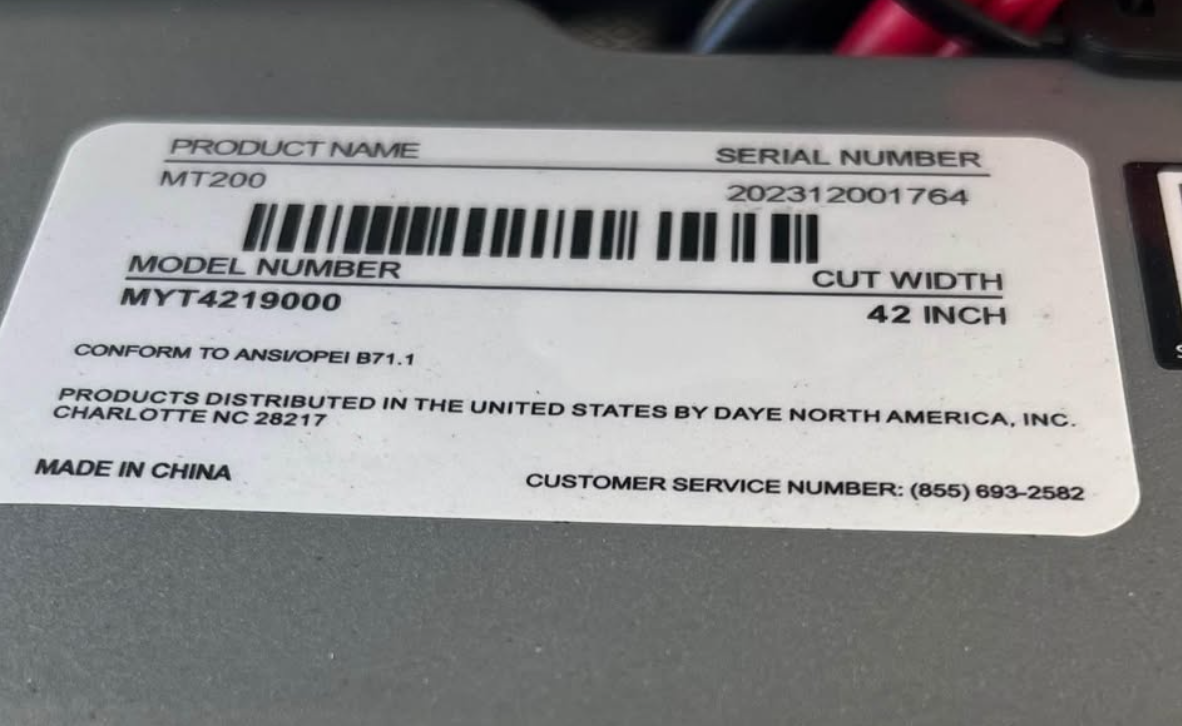 PRODUCT NAME SERIAL NUMBER
MT200 202312001764
MODEL NUMBER CUT WIDTH
MYT4219000 42 INCH
CONFORM TO ANSI/OPEI B71.1
PRODUCTS DISTRIBUTED IN THE UNITED STATES BY DAYE NORTH AMERICA, INC.
CHARLOTTE NC 28217
MADE IN CHINA CUSTOMER SERVICE NUMBER: (855) 693-2582